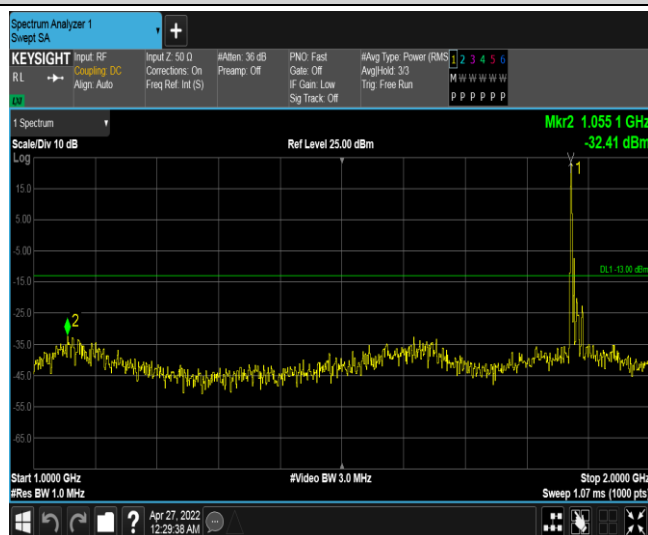 Spectrum Analyzer 1
Swept SA
KEYSIGHT Input: RF Input Z: 50 Ω #Atten: 36 dB PNO: Fast #Avg Type: Power (RMS 1 2 3 4 5 6
RL Coupling: DC Corrections: On Preamp: Off Gate: Off Avg|Hold: 3/3 M W W W W W
Align: Auto Freq Ref: Int (S) IF Gain: Low Trig: Free Run
Sig Track: Off P P P P P P
1 Spectrum Mkr2 1.055 1 GHz
Scale/Div 10 dB Ref Level 25.00 dBm -32.41 dBm
Log
1
15.0
5.00
-5.00
DL1 -13.00 dBm
-15.0
-25.0
2
-35.0
-45.0
-55.0
-65.0
Start 1.0000 GHz #Video BW 3.0 MHz Stop 2.0000 GHz
#Res BW 1.0 MHz Sweep 1.07 ms (1000 pts)
? Apr 27, 2022
12:29:38 AM